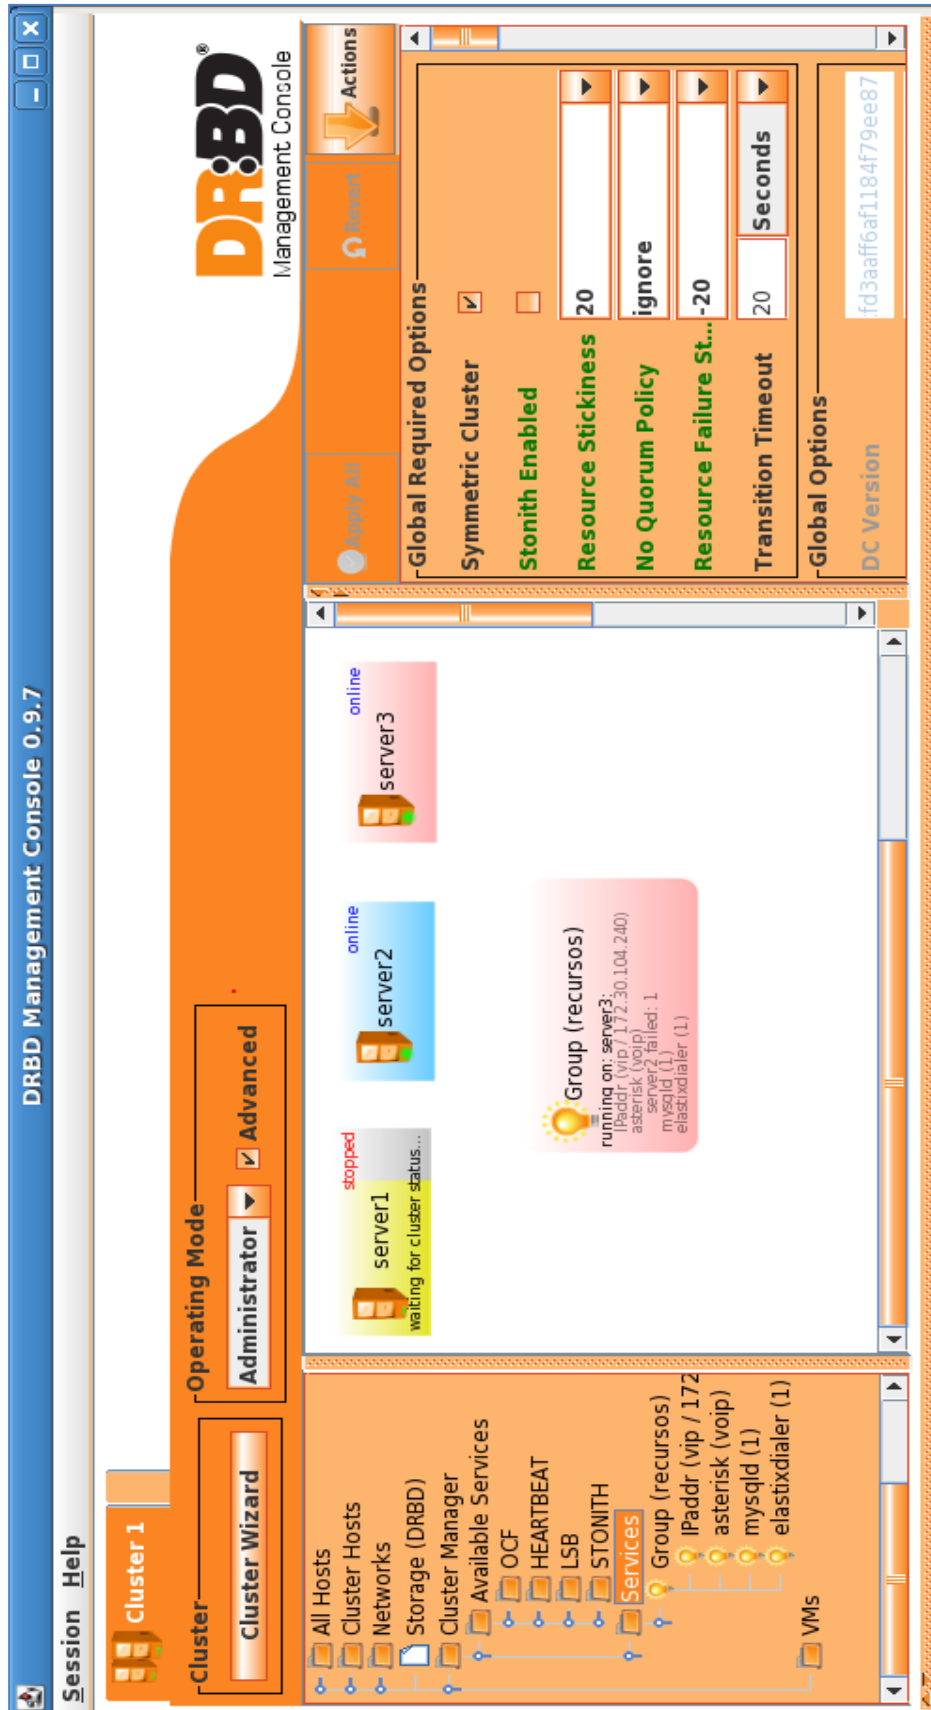 DRBD Management Console 0.9.7
Session Help
Cluster 1
Cluster
Cluster Wizard
Operating Mode
Administrator
Advanced
DR:BD®
Management Console
All Hosts
Cluster Hosts
Networks
Storage (DRBD)
Cluster Manager
Available Services
OCF
HEARTBEAT
LSB
STONITH
Services
Group (recursos)
IPaddr (vip / 172
asterisk (voip)
mysqld (1)
elastixdialer (1)
VMs
stopped
server1
waiting for cluster status...
online
server2
online
server3
Group (recursos)
running on: server3:
IPaddr (vip / 172.30.104.240)
asterisk (voip)
server2 failed: 1
mysqld (1)
elastixdialer (1)
Apply All
Revert
Actions
Global Required Options
Symmetric Cluster
Stonith Enabled
Resource Stickiness 20
No Quorum Policy ignore
Resource Failure St... -20
Transition Timeout 20 Seconds
Global Options
DC Version :fd3aaff6af1184f79ee87